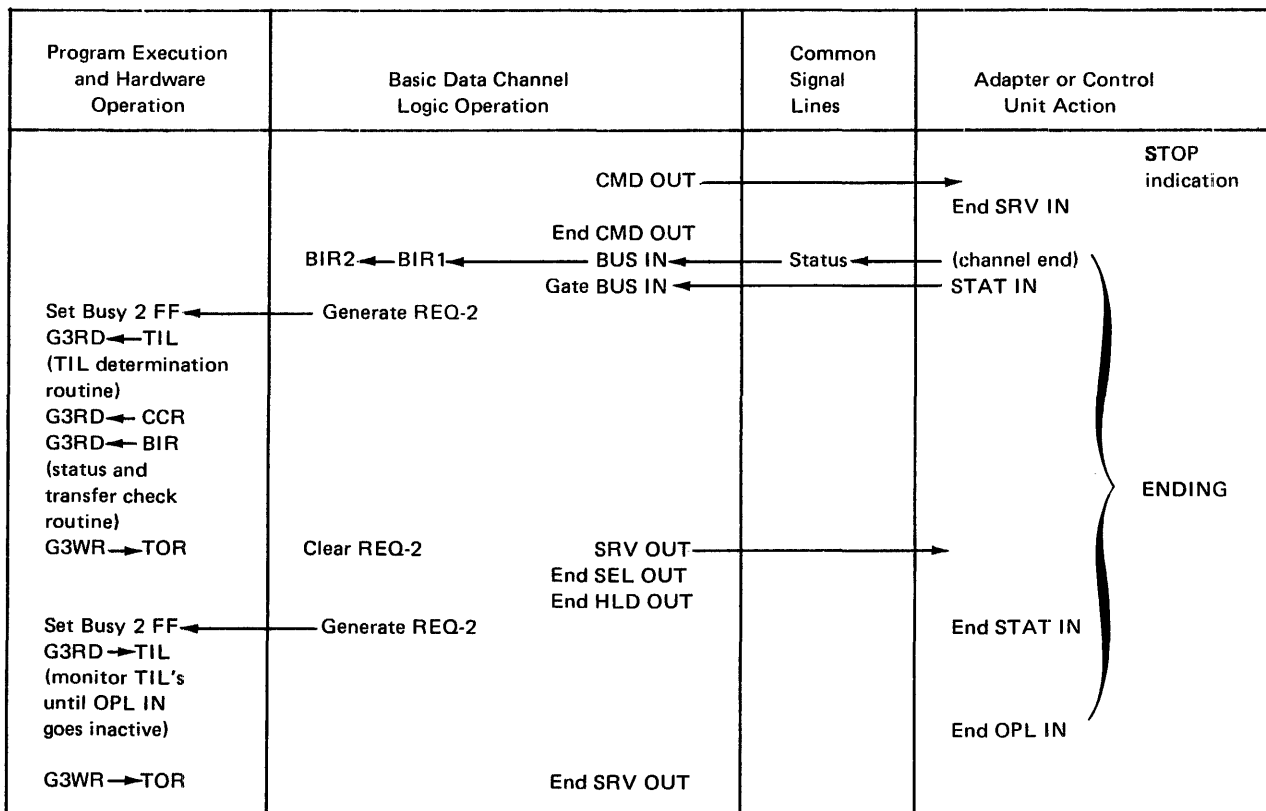 Program Execution
and Hardware
Operation
Basic Data Channel
Logic Operation
Common
Signal
Lines
Adapter or Control
Unit Action
STOP
indication
CMD OUT
End SRV IN
End CMD OUT
BIR2 ← BIR1 ← BUS IN ← Status ← (channel end)
Gate BUS IN ← STAT IN
Set Busy 2 FF ← Generate REQ-2
G3RD ← TIL
(TIL determination
routine)
G3RD ← CCR
G3RD ← BIR
(status and
transfer check
routine)
ENDING
G3WR → TOR Clear REQ-2 SRV OUT →
End SEL OUT
End HLD OUT
Set Busy 2 FF ← Generate REQ-2 End STAT IN
G3RD → TIL
(monitor TIL's
until OPL IN
goes inactive) End OPL IN
G3WR → TOR End SRV OUT